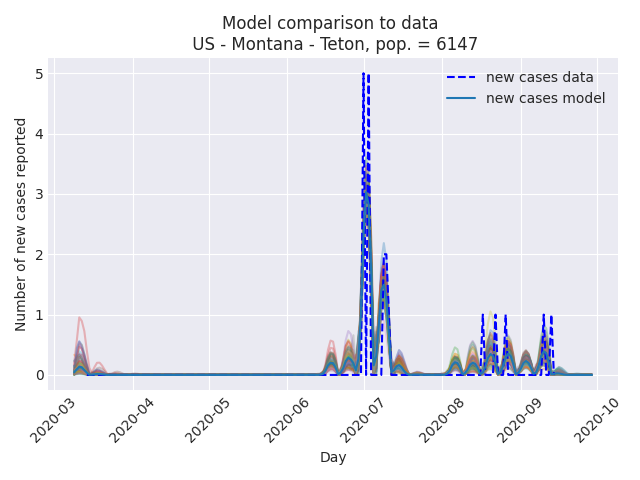 Model comparison to data
US - Montana - Teton, pop. = 6147
new cases data
new cases model
Number of new cases reported
5
4
3
2
1
0
2020-03
2020-04
2020-05
2020-06
2020-07
2020-08
2020-09
2020-10
Day